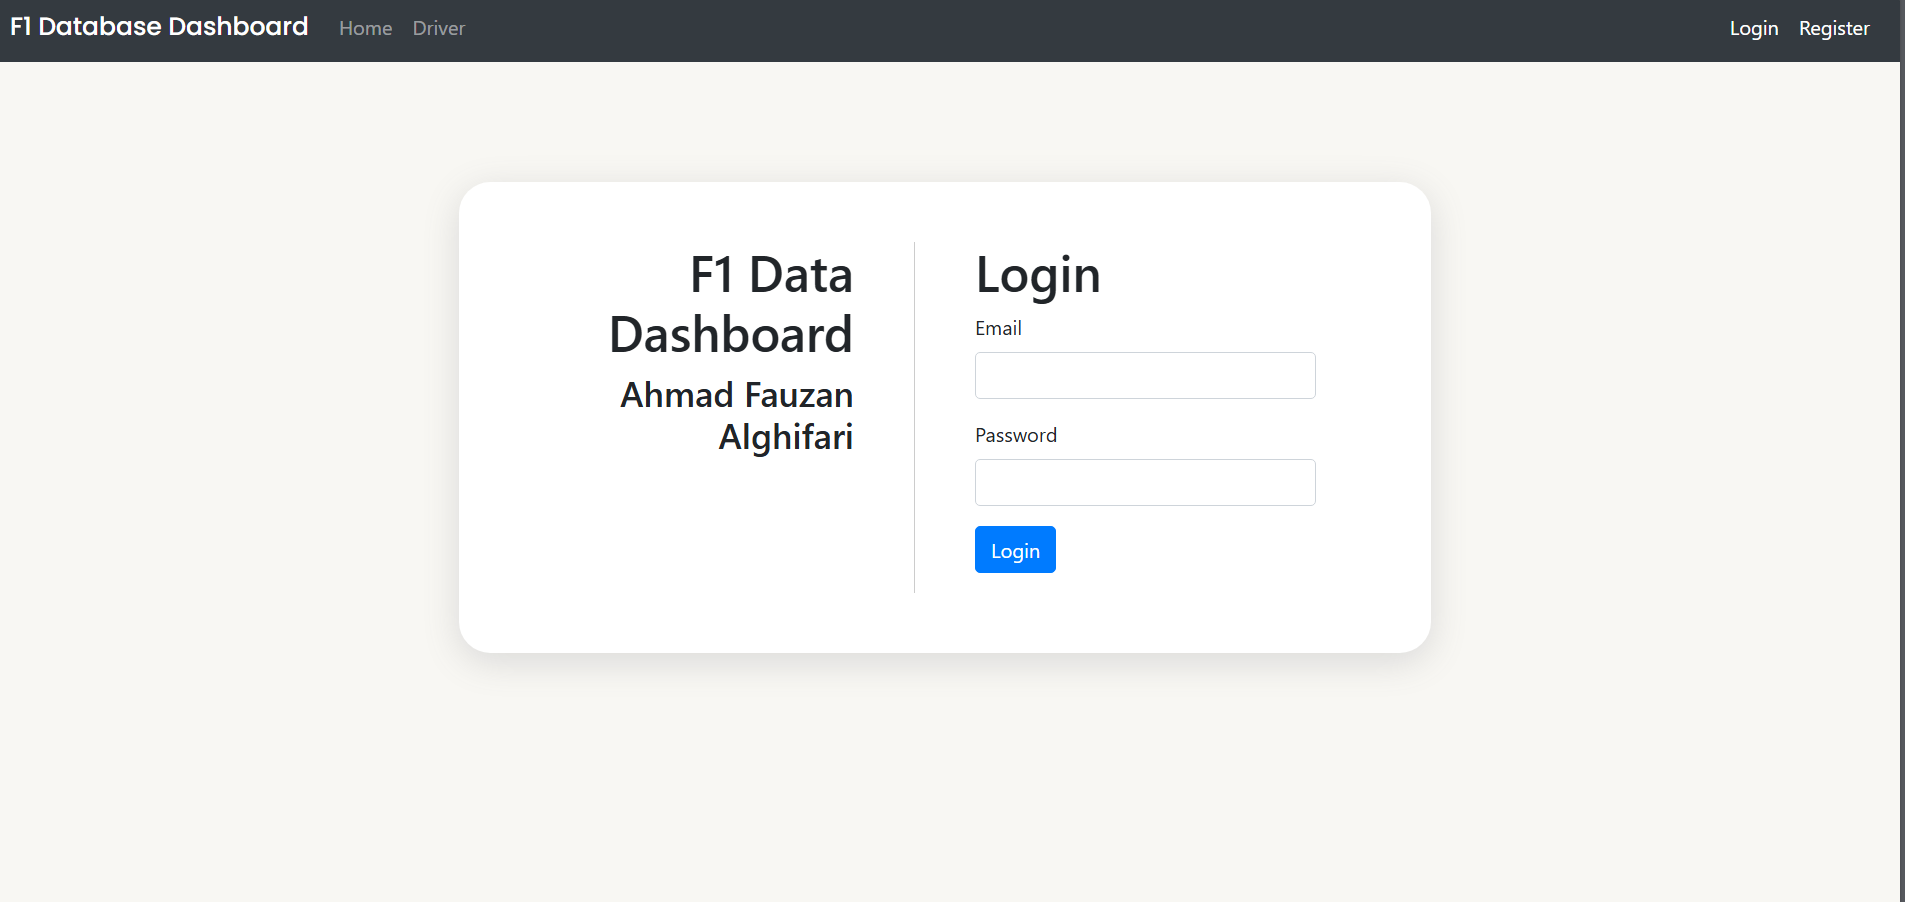 F1 Database Dashboard Home Driver Login Register
F1 Data
Dashboard
Ahmad Fauzan
Alghifari
Login
Email
Password
Login